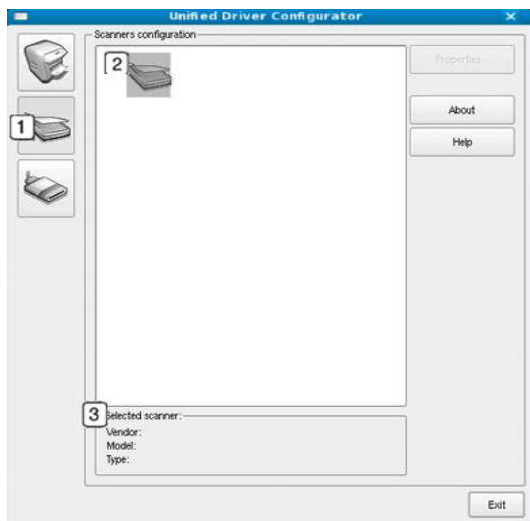 Unified Driver Configurator
Scanners configuration
2
Properties...
About
1
Help
3
Selected scanner:
Vendor:
Model:
Type:
Exit